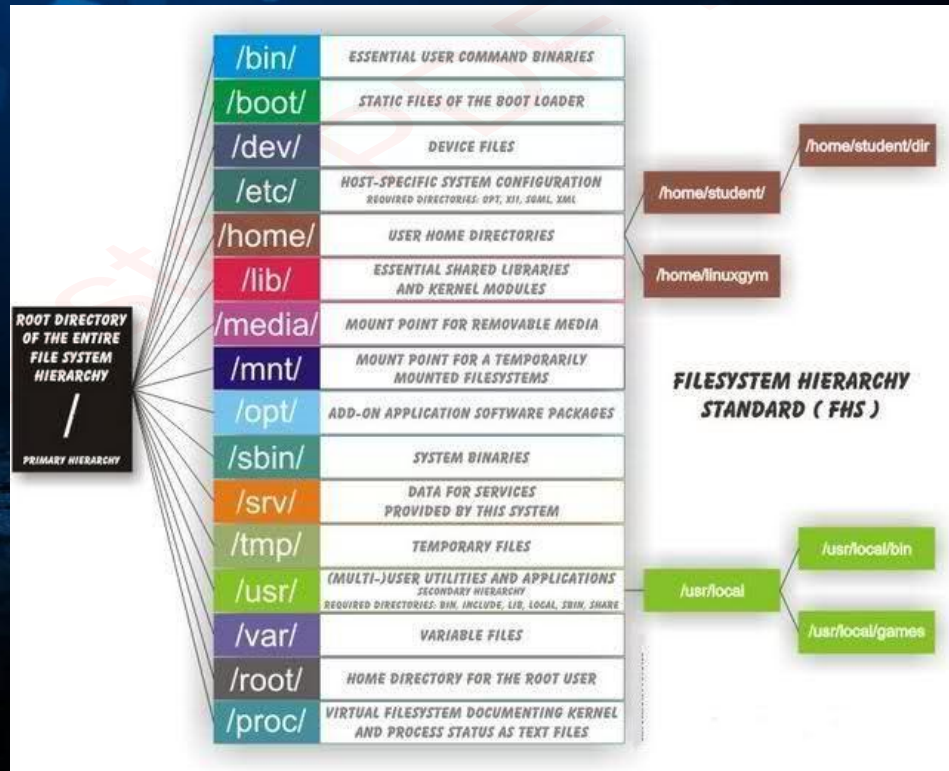 ROOT DIRECTORY
OF THE ENTIRE
FILE SYSTEM
HIERARCHY
/
PRIMARY HIERARCHY
/bin/
ESSENTIAL USER COMMAND BINARIES
/boot/
STATIC FILES OF THE BOOT LOADER
/dev/
DEVICE FILES
/etc/
HOST-SPECIFIC SYSTEM CONFIGURATION
REQUIRED DIRECTORIES: OPT, XII, SGML, XML
/home/
USER HOME DIRECTORIES
/home/student/
/home/student/dir
/home/linuxgym
/lib/
ESSENTIAL SHARED LIBRARIES
AND KERNEL MODULES
/media/
MOUNT POINT FOR REMOVABLE MEDIA
/mnt/
MOUNT POINT FOR A TEMPORARILY
MOUNTED FILESYSTEMS
/opt/
ADD-ON APPLICATION SOFTWARE PACKAGES
/sbin/
SYSTEM BINARIES
/srv/
DATA FOR SERVICES
PROVIDED BY THIS SYSTEM
/tmp/
TEMPORARY FILES
/usr/
(MULTI-)USER UTILITIES AND APPLICATIONS
SECONDARY HIERARCHY
REQUIRED DIRECTORIES: BIN, INCLUDE, LIB, LOCAL, SBIN, SHARE
/usr/local
/usr/local/bin
/usr/local/games
/var/
VARIABLE FILES
/root/
HOME DIRECTORY FOR THE ROOT USER
/proc/
VIRTUAL FILESYSTEM DOCUMENTING KERNEL
AND PROCESS STATUS AS TEXT FILES
FILESYSTEM HIERARCHY
STANDARD ( FHS )